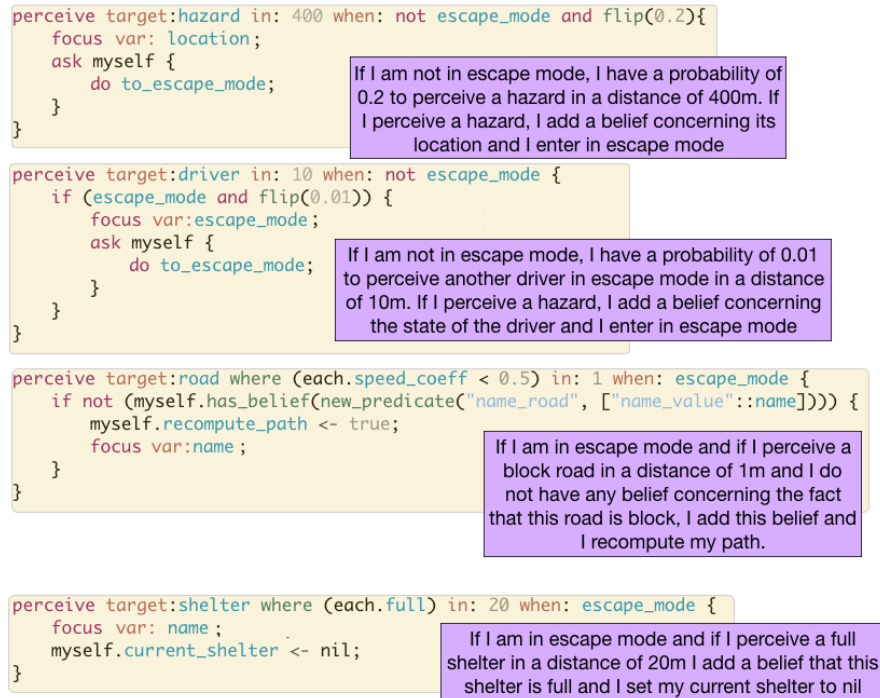 perceive target:hazard in: 400 when: not escape_mode and flip(0.2){
focus var: location;
ask myself {
do to_escape_mode;
}
}
If I am not in escape mode, I have a probability of
0.2 to perceive a hazard in a distance of 400m. If
I perceive a hazard, I add a belief concerning its
location and I enter in escape mode
perceive target:driver in: 10 when: not escape_mode {
if (escape_mode and flip(0.01)) {
focus var:escape_mode;
ask myself {
do to_escape_mode;
}
}
}
If I am not in escape mode, I have a probability of 0.01
to perceive another driver in escape mode in a distance
of 10m. If I perceive a hazard, I add a belief concerning
the state of the driver and I enter in escape mode
perceive target:road where (each.speed_coeff < 0.5) in: 1 when: escape_mode {
if not (myself.has_belief(new_predicate("name_road", ["name_value"::name]))) {
myself.recompute_path <- true;
focus var:name;
}
}
If I am in escape mode and if I perceive a
block road in a distance of 1m and I do
not have any belief concerning the fact
that this road is block, I add this belief and
I recompute my path.
perceive target:shelter where (each.full) in: 20 when: escape_mode {
focus var: name;
myself.current_shelter <- nil;
}
If I am in escape mode and if I perceive a full
shelter in a distance of 20m I add a belief that this
shelter is full and I set my current shelter to nil